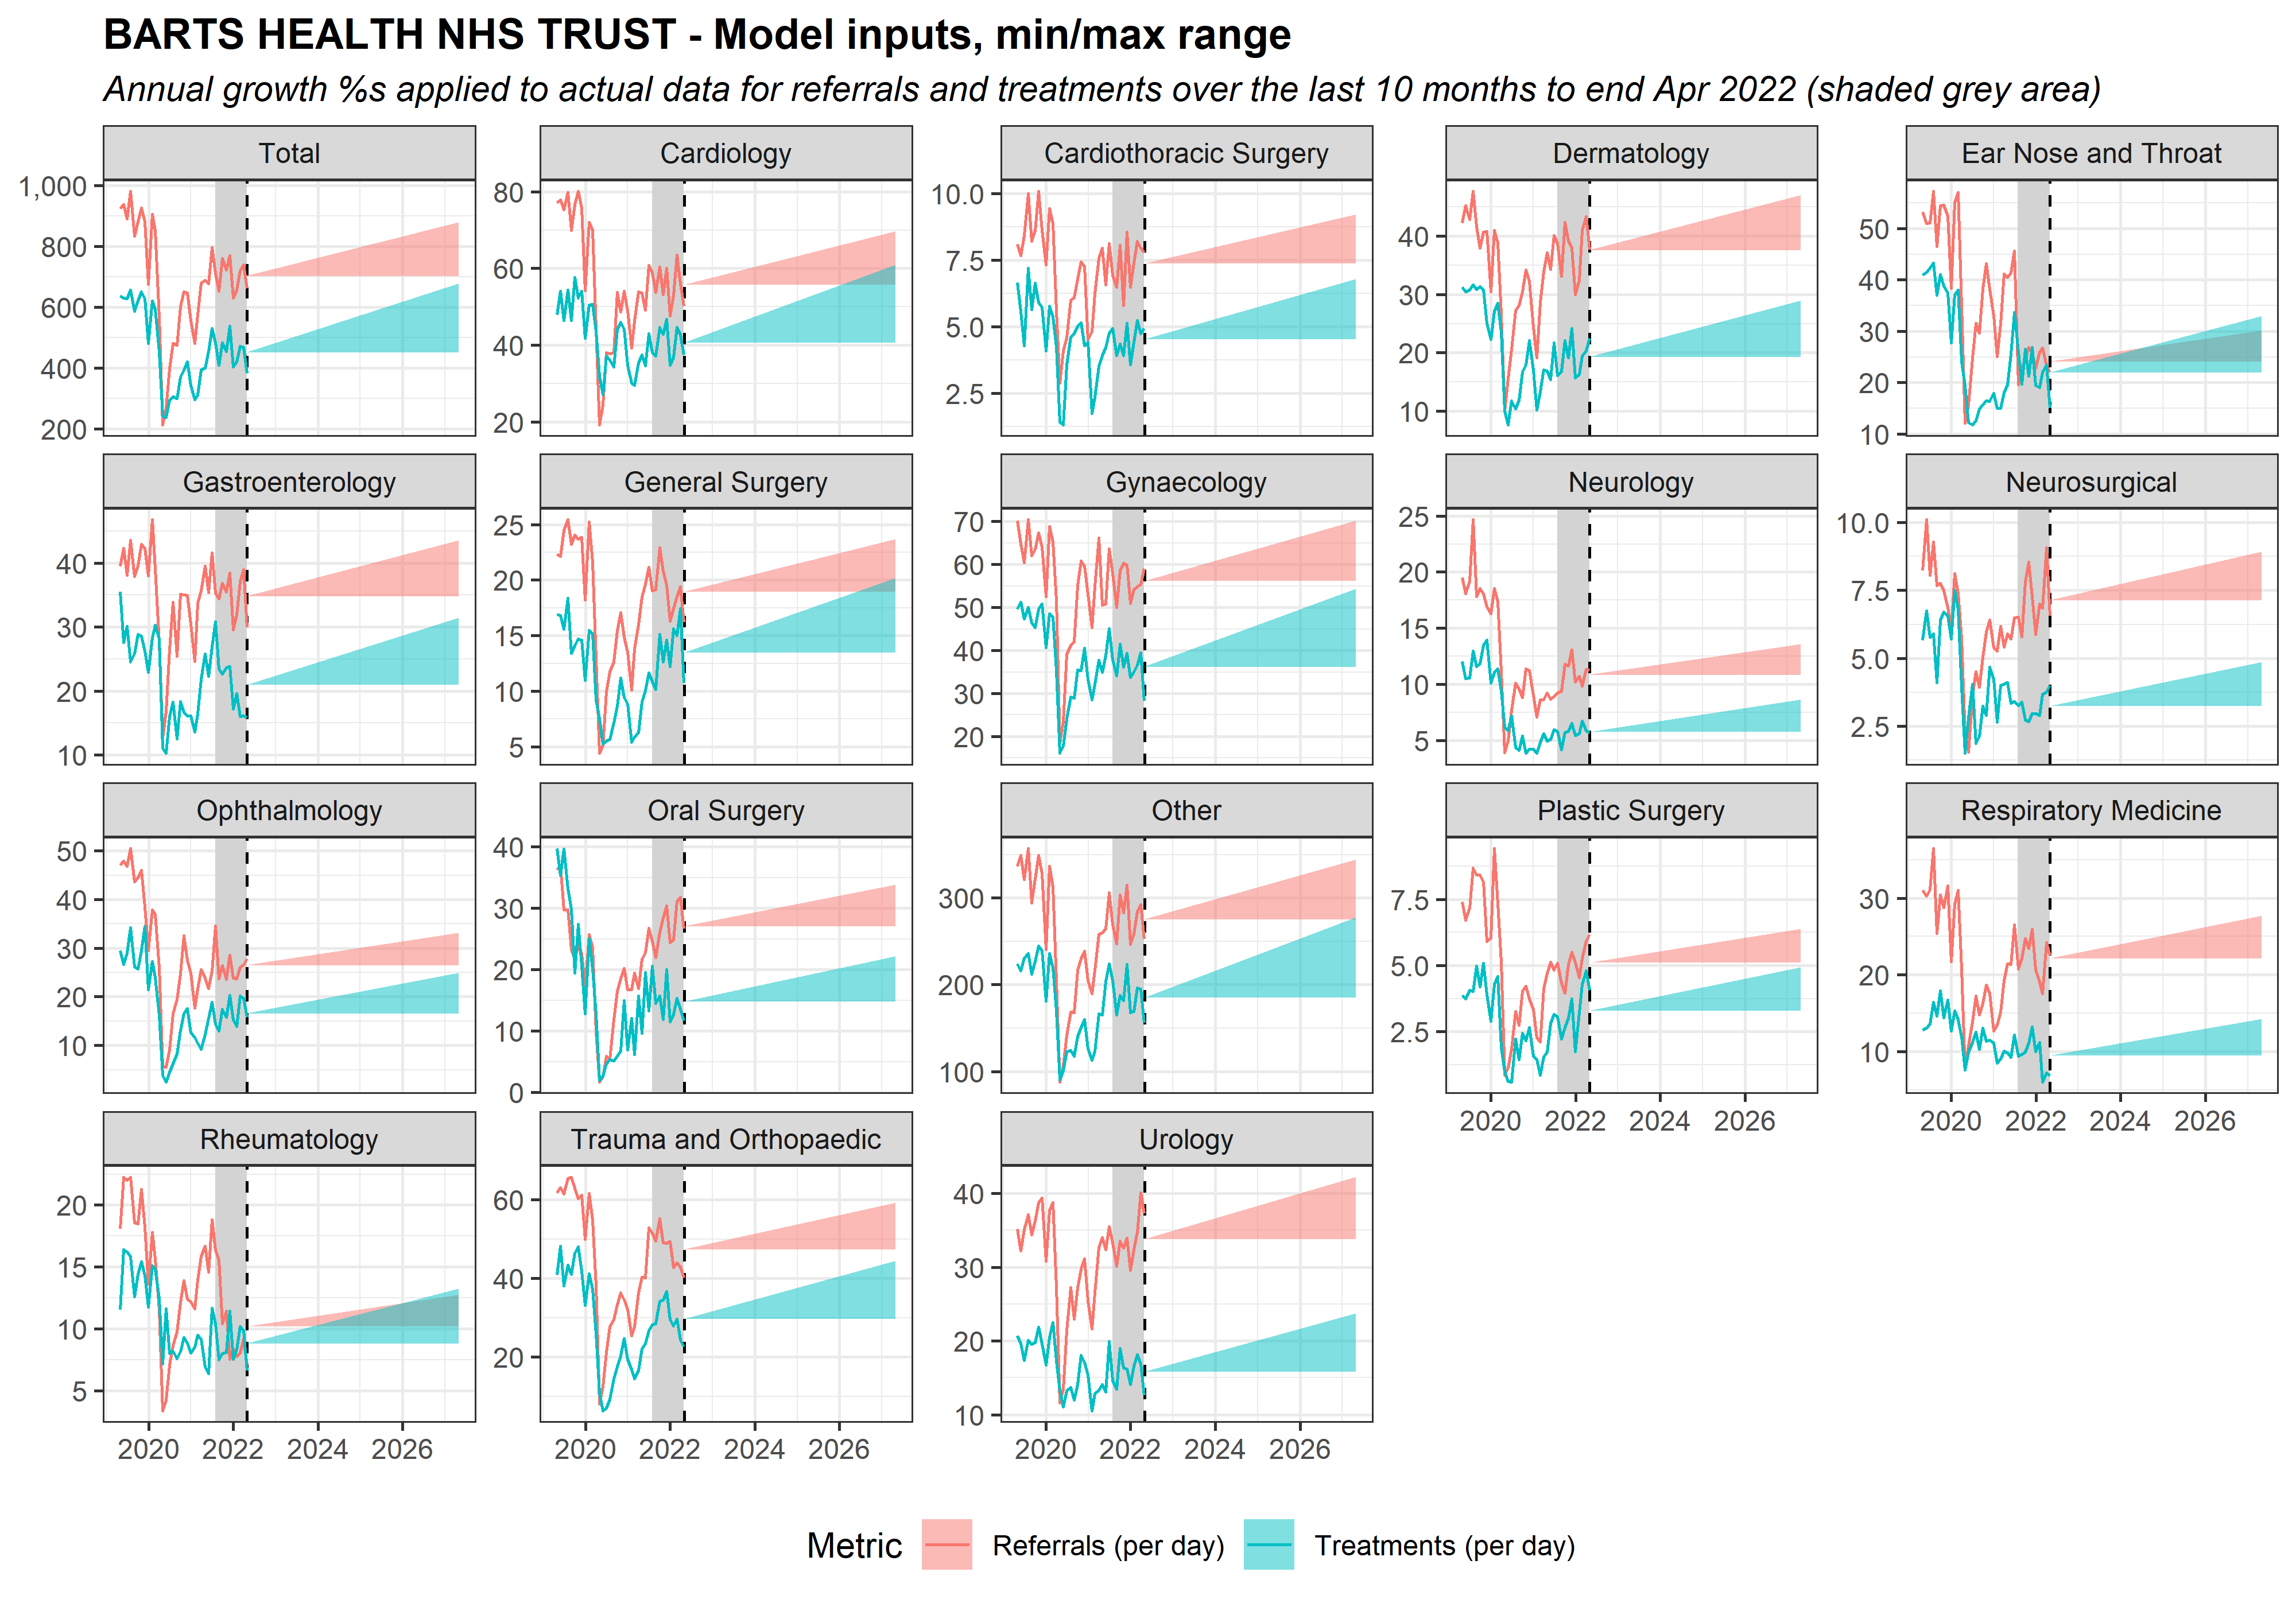 BARTS HEALTH NHS TRUST - Model inputs, min/max range
Annual growth %s applied to actual data for referrals and treatments over the last 10 months to end Apr 2022 (shaded grey area)
Total
Cardiology
Cardiothoracic Surgery
Dermatology
Ear Nose and Throat
1,000
800
600
400
200
80
60
40
20
10.0
7.5
5.0
2.5
40
30
20
10
50
40
30
20
10
Gastroenterology
General Surgery
Gynaecology
Neurology
Neurosurgical
40
30
20
10
25
20
15
10
5
70
60
50
40
30
20
25
20
15
10
5
10.0
7.5
5.0
2.5
Ophthalmology
Oral Surgery
Other
Plastic Surgery
Respiratory Medicine
50
40
30
20
10
40
30
20
10
0
300
200
100
7.5
5.0
2.5
30
20
10
2020 2022 2024 2026
2020 2022 2024 2026
Rheumatology
Trauma and Orthopaedic
Urology
20
15
10
5
60
40
20
40
30
20
10
2020 2022 2024 2026
2020 2022 2024 2026
2020 2022 2024 2026
Metric Referrals (per day) Treatments (per day)